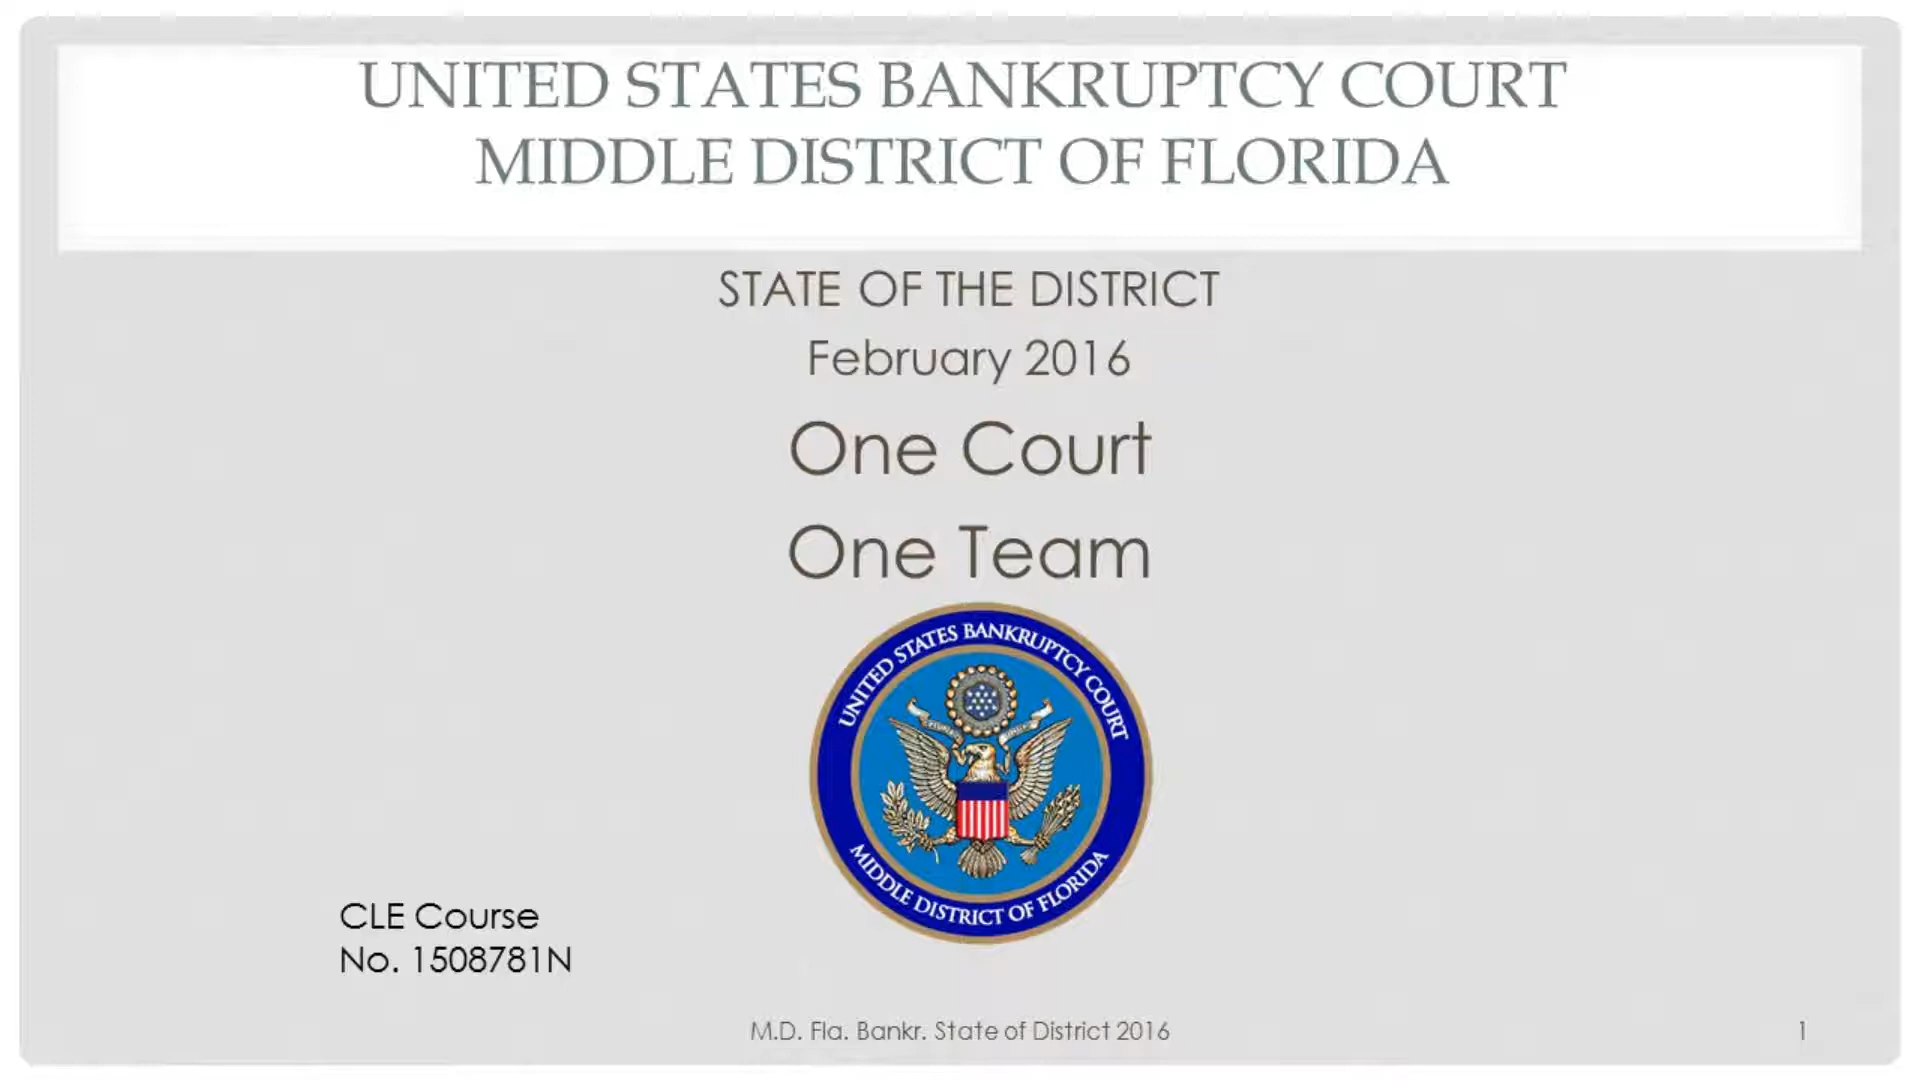 UNITED STATES BANKRUPTCY COURT
MIDDLE DISTRICT OF FLORIDA
STATE OF THE DISTRICT
February 2016
One Court
One Team
UNITED STATES BANKRUPTCY COURT
MIDDLE DISTRICT OF FLORIDA
CLE Course
No. 1508781N
M.D. Fla. Bankr. State of District 2016
1